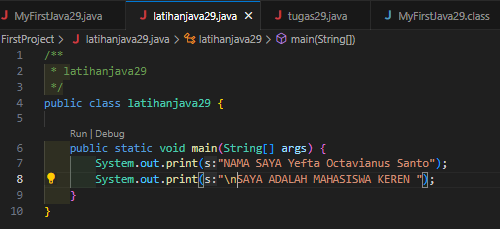 MyFirstJava29.java latihanjava29.java × tugas29.java MyFirstJava29.class
FirstProject > latihanjava29.java > latihanjava29 > main(String[])
1 /**
2 * latihanjava29
3 */
4 public class latihanjava29 {
5
Run | Debug
6 public static void main(String[] args) {
7 System.out.print(s:"NAMA SAYA Yefta Octavianus Santo");
8 System.out.print(s:"\nSAYA ADALAH MAHASISWA KEREN ");
9 }
10 }